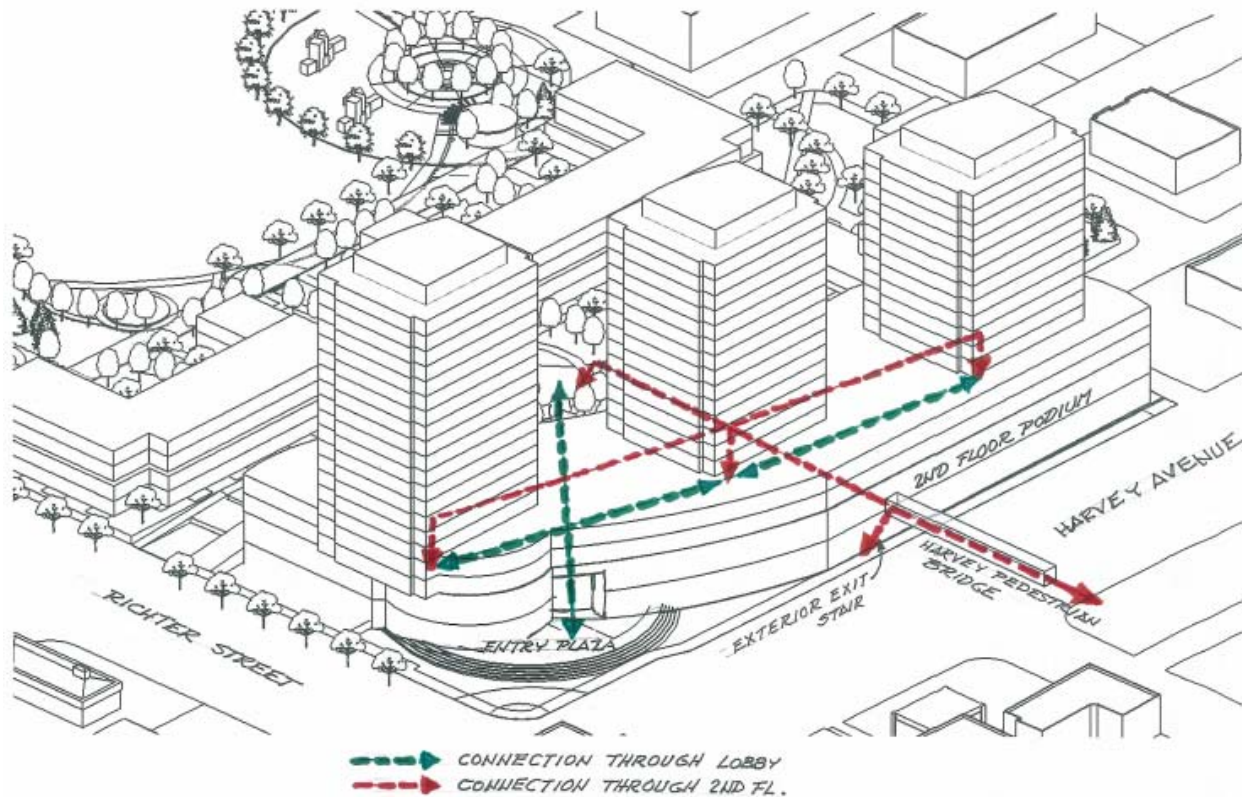 2ND FLOOR PODIUM
HARVEY AVENUE
HARVEY PEDESTRIAN
BRIDGE
EXTERIOR EXIT
STAIR
ENTRY PLAZA
RICHTER STREET
CONNECTION THROUGH LOBBY
CONNECTION THROUGH 2ND FL.